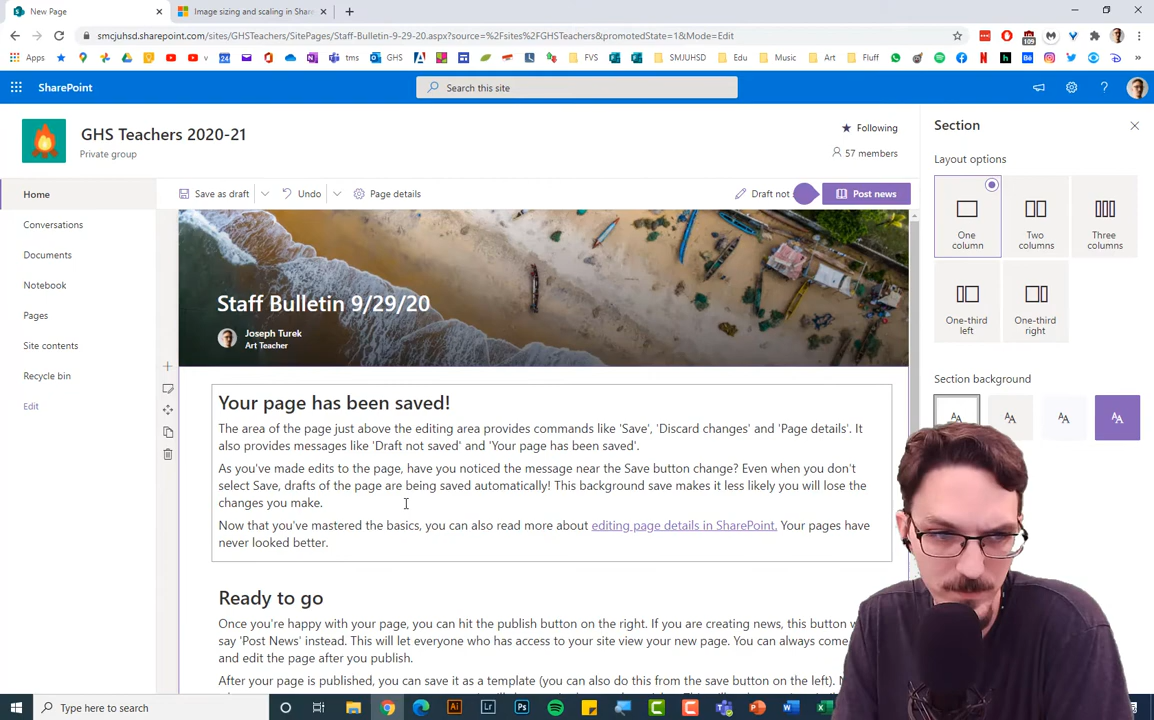 New Page
Image sizing and scaling in Share
smcjuhsd.sharepoint.com/sites/GHSTeachers/SitePages/Staff-Bulletin-9-29-20.aspx?source=%2Fsites%2FGHSTeachers&promotedState=1&Mode=Edit
109
Apps
v
24
tms
GHS
FVS
SMJUHSD
Edu
Music
Art
Fluff
SharePoint
Search this site
GHS Teachers 2020-21
Private group
Following
57 members
Home
Conversations
Documents
Notebook
Pages
Site contents
Recycle bin
Edit
Save as draft
Undo
Page details
Draft not
Post news
Staff Bulletin 9/29/20
Joseph Turek
Art Teacher
Your page has been saved!
The area of the page just above the editing area provides commands like 'Save', 'Discard changes' and 'Page details'. It
also provides messages like 'Draft not saved' and 'Your page has been saved'.
As you've made edits to the page, have you noticed the message near the Save button change? Even when you don't
select Save, drafts of the page are being saved automatically! This background save makes it less likely you will lose the
changes you make.
Now that you've mastered the basics, you can also read more about editing page details in SharePoint. Your pages have
never looked better.
Ready to go
Once you're happy with your page, you can hit the publish button on the right. If you are creating news, this button
say 'Post News' instead. This will let everyone who has access to your site view your new page. You can always come
and edit the page after you publish.
After your page is published, you can save it as a template (you can also do this from the save button on the left).
Section
Layout options
One
column
Two
columns
Three
columns
One-third
left
One-third
right
Section background
Type here to search